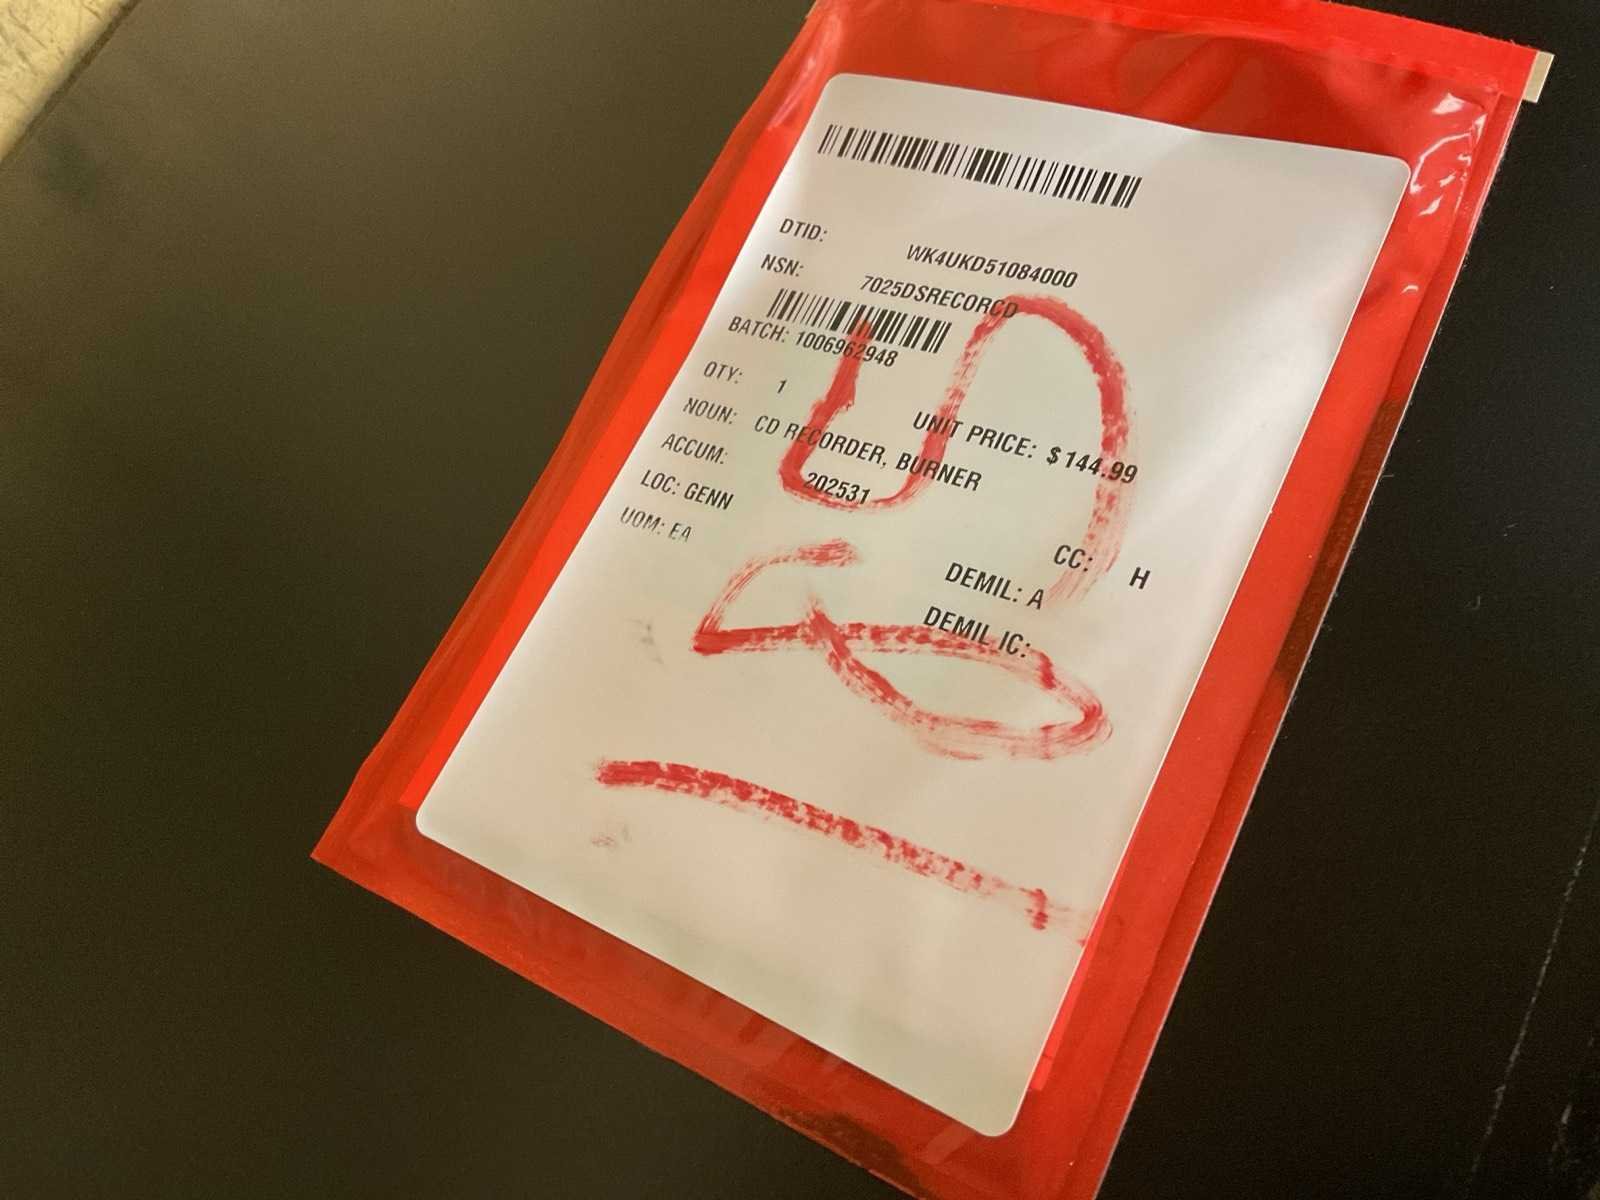 DTID: WK4UKD51084000
NSN: 7025DSRECORCD
BATCH: 1006962948
QTY: 1 UNIT PRICE: $144.99
NOUN: CD RECORDER, BURNER
ACCUM: 202531
LOC: GENN CC: H
UOM: EA DEMIL: A
DEMIL IC: